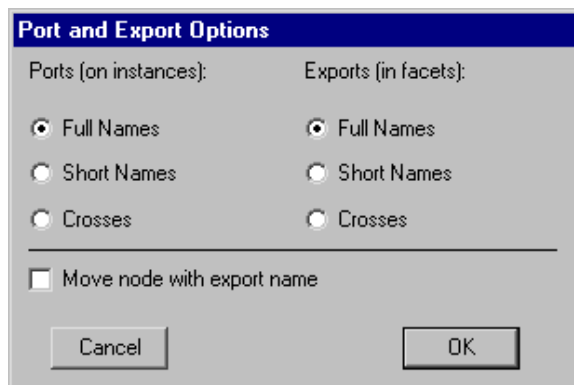 Port and Export Options
Ports (on instances): Exports (in facets):
Full Names Full Names
Short Names Short Names
Crosses Crosses
Move node with export name
Cancel OK